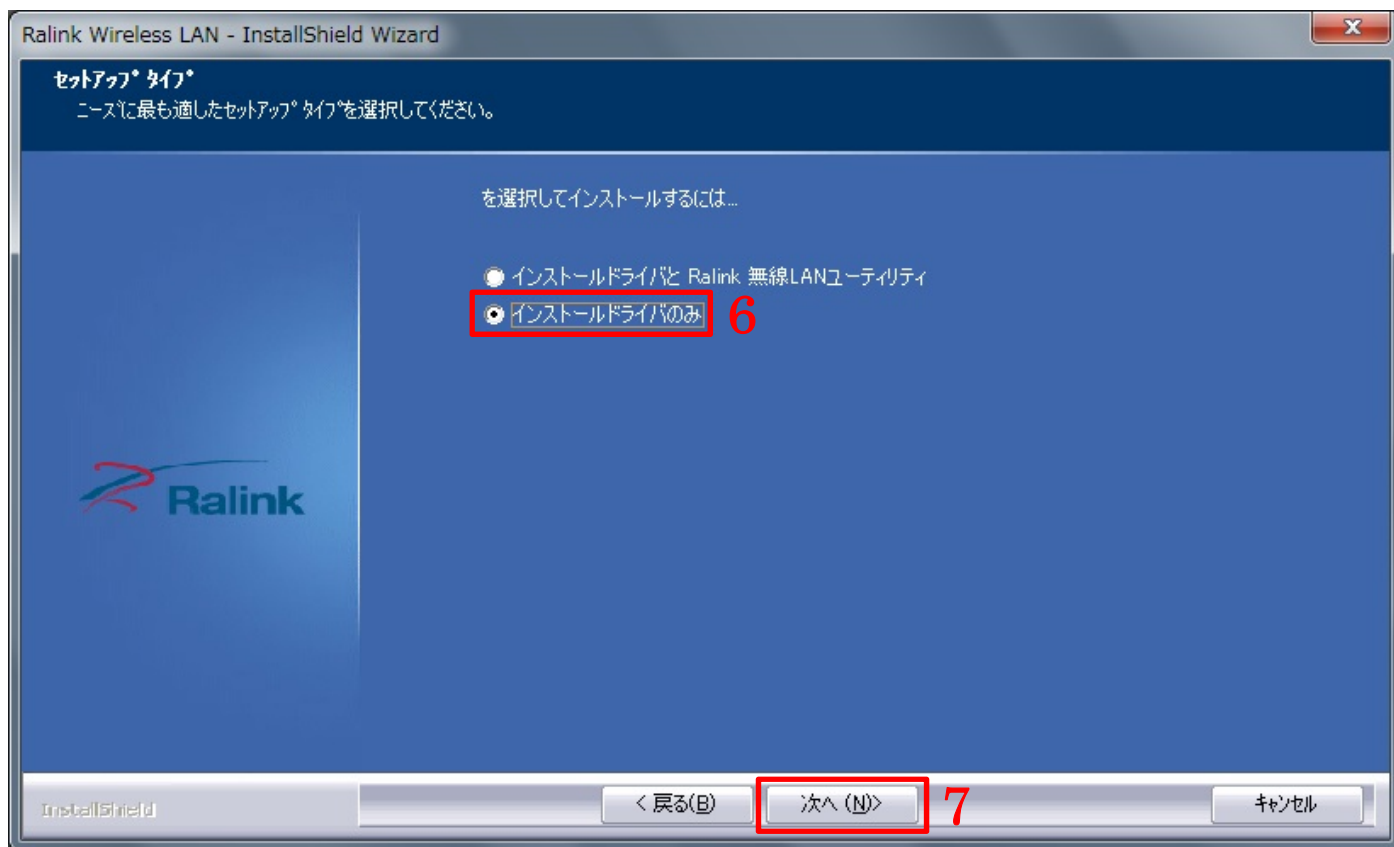 Ralink Wireless LAN - InstallShield Wizard
セットアップ タイプ
ニーズに最も適したセットアップ タイプを選択してください。
を選択してインストールするには...
インストールドライバと Ralink 無線LANユーティリティ
インストールドライバのみ 6
Ralink
InstallShield
< 戻る(B) 次へ (N)> 7 キャンセル